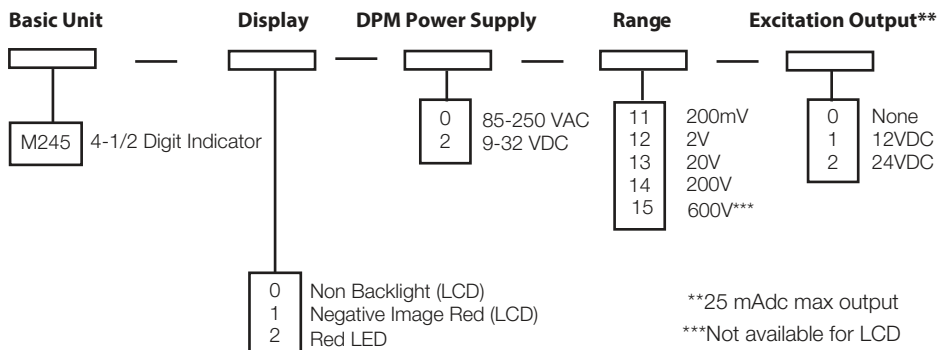 Basic Unit Display DPM Power Supply Range Excitation Output**
M245 4-1/2 Digit Indicator
0 85-250 VAC
2 9-32 VDC
11 200mV
12 2V
13 20V
14 200V
15 600V***
0 None
1 12VDC
2 24VDC
0 Non Backlight (LCD)
1 Negative Image Red (LCD)
2 Red LED
**25 mAdc max output
***Not available for LCD